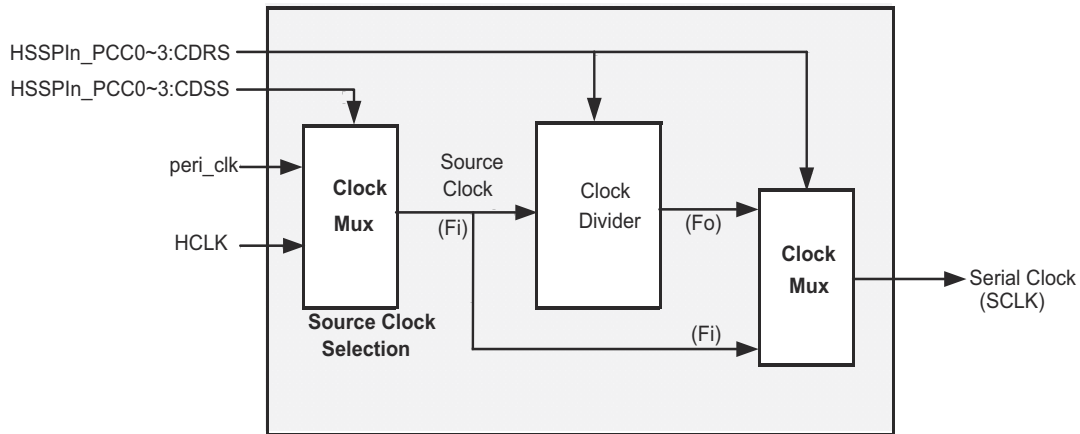 HSSPIn_PCC0~3:CDRS
HSSPIn_PCC0~3:CDSS
peri_clk
HCLK
Clock
Mux
Source Clock
Selection
Source
Clock
(Fi)
Clock
Divider
(Fo)
(Fi)
Clock
Mux
Serial Clock
(SCLK)